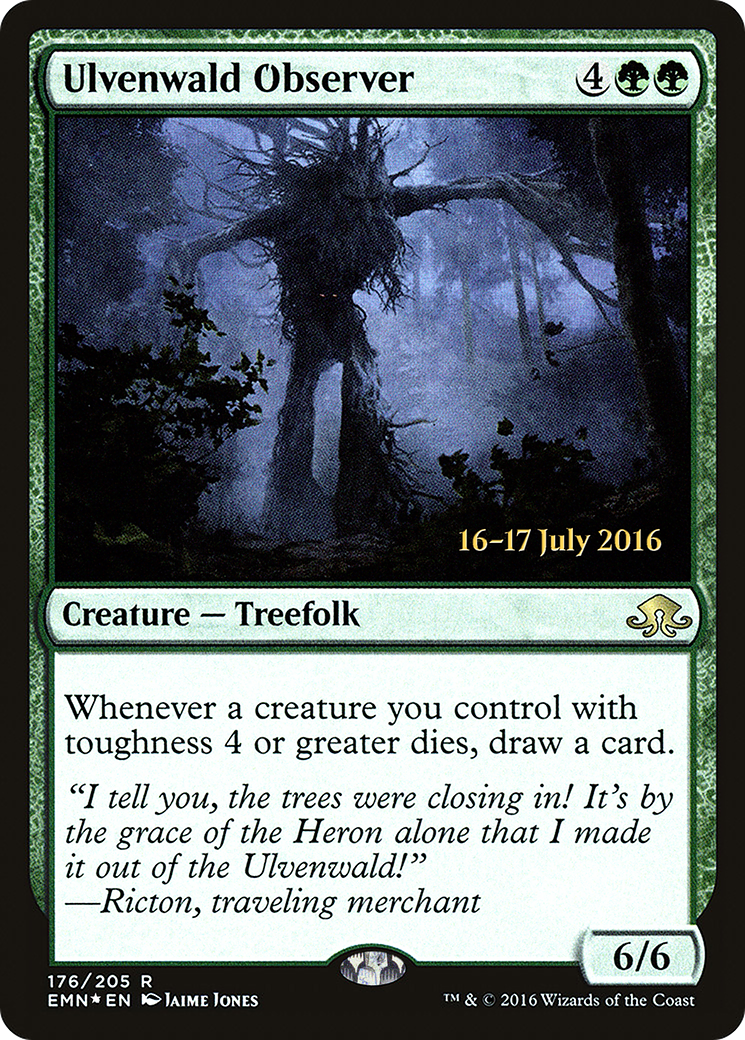 Ulvenwald Observer 4
16–17 July 2016
Creature — Treefolk
Whenever a creature you control with
toughness 4 or greater dies, draw a card.
“I tell you, the trees were closing in! It’s by
the grace of the Heron alone that I made
it out of the Ulvenwald!”
—Ricton, traveling merchant
6/6
176/205 R
EMN★EN Jaime Jones
™ & © 2016 Wizards of the Coast